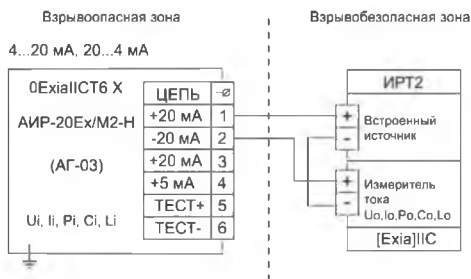 Взрывоопасная зона
Взрывобезопасная зона
4...20 мА, 20...4 мА
0ExiaIICT6 X
АИР-20Ex/М2-Н
(АГ-03)
Ui, Ii, Pi, Ci, Li
ЦЕПЬ -ø
+20 мА 1
-20 мА 2
+20 мА 3
+5 мА 4
ТЕСТ+ 5
ТЕСТ- 6
ИРТ2
+ Встроенный
- источник
+ Измеритель
- тока
Uo,Io,Po,Co,Lo
[Exia]IIC